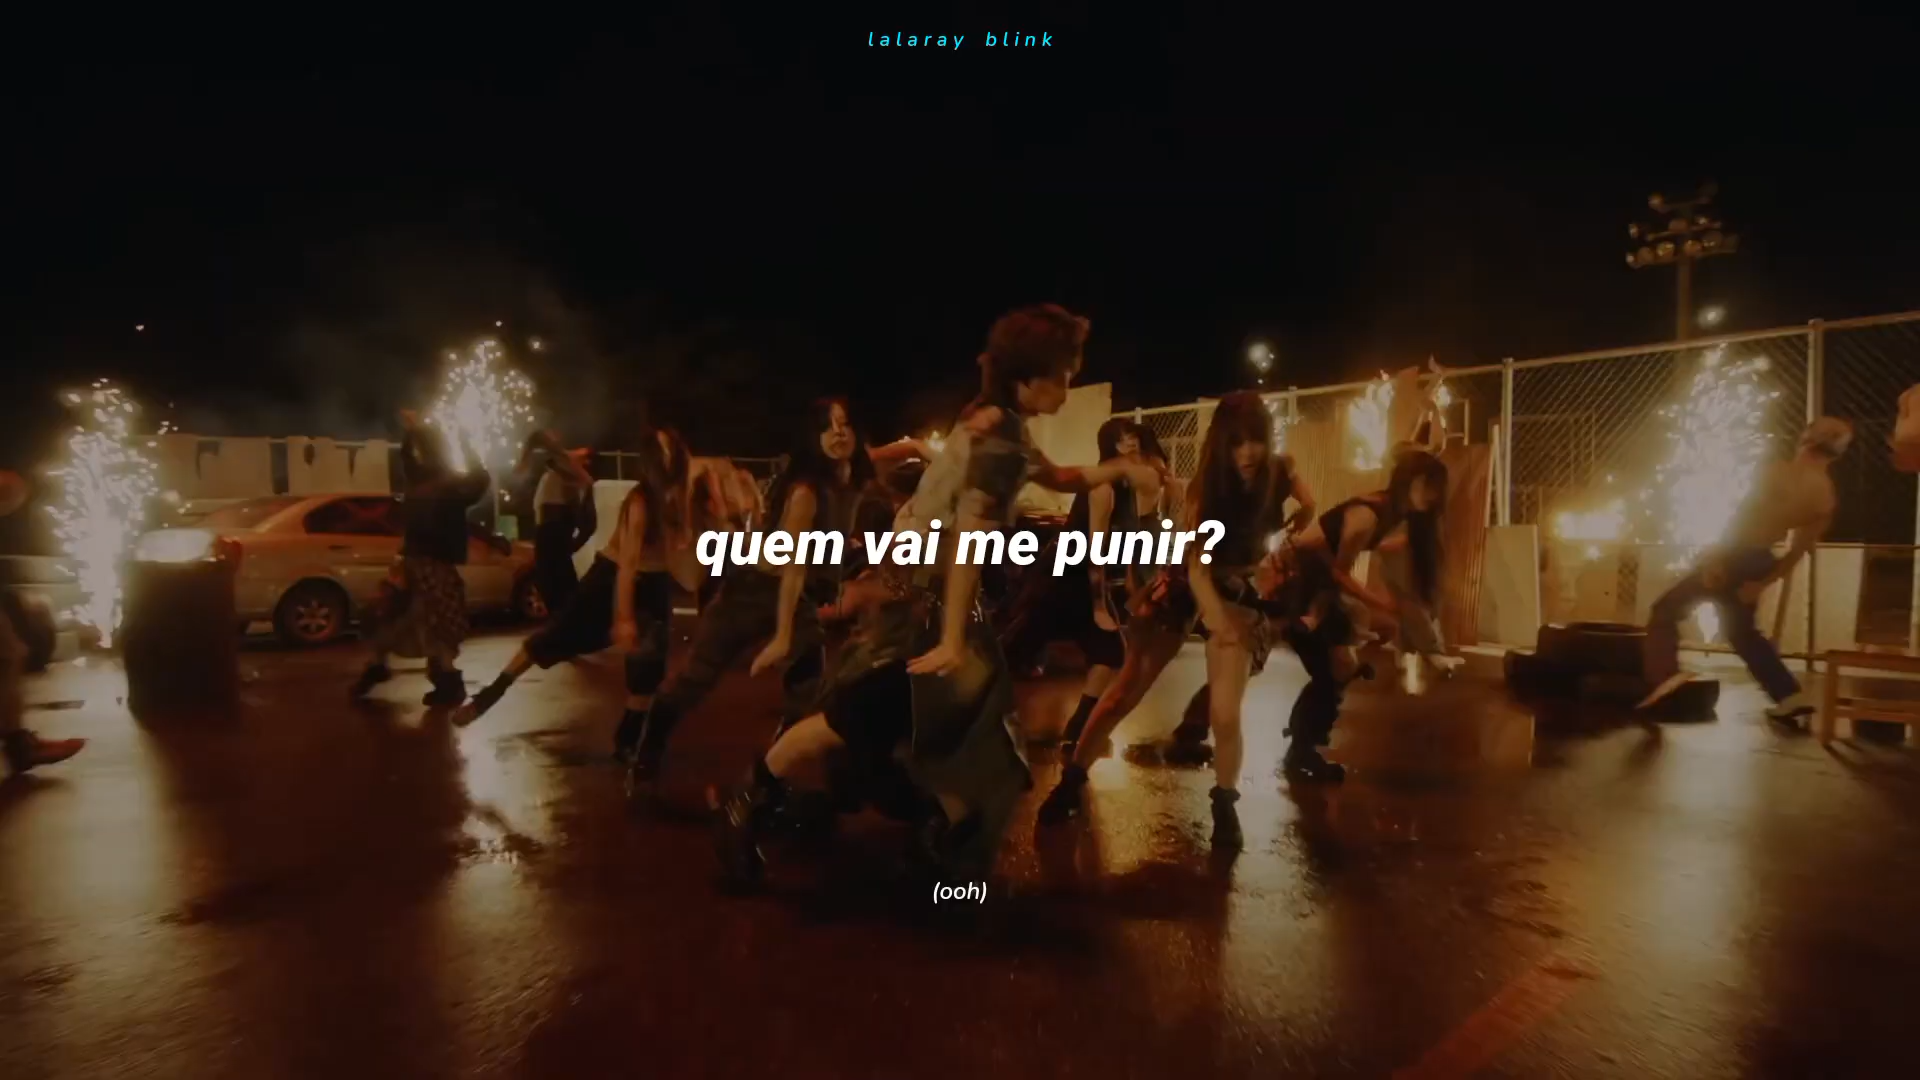 lalaray blink
quem vai me punir?
(ooh)